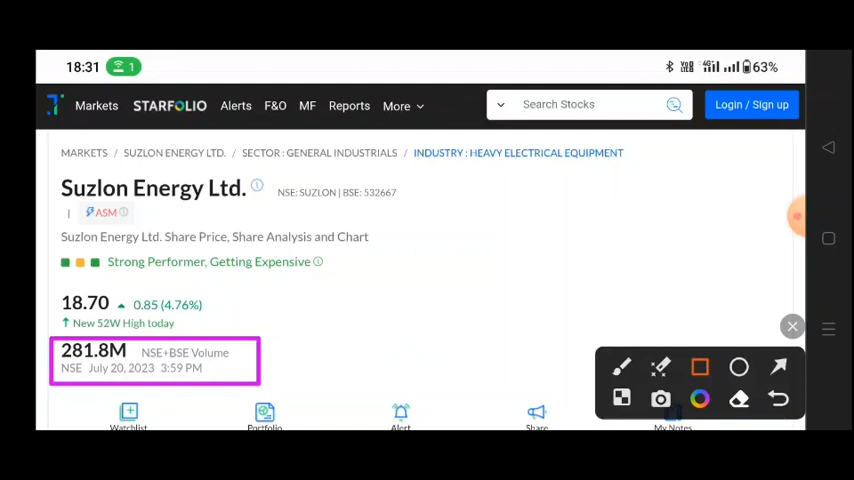 18:31 1 4G 63%
Markets STARFOLIO Alerts F&O MF Reports More Search Stocks Login / Sign up
MARKETS / SUZLON ENERGY LTD. / SECTOR : GENERAL INDUSTRIALS / INDUSTRY : HEAVY ELECTRICAL EQUIPMENT
Suzlon Energy Ltd. NSE: SUZLON | BSE: 532667
| ASM
Suzlon Energy Ltd. Share Price, Share Analysis and Chart
Strong Performer, Getting Expensive
18.70 0.85 (4.76%)
New 52W High today
281.8M NSE+BSE Volume
NSE July 20, 2023 3:59 PM
Watchlist Portfolio Alert Share My Notes